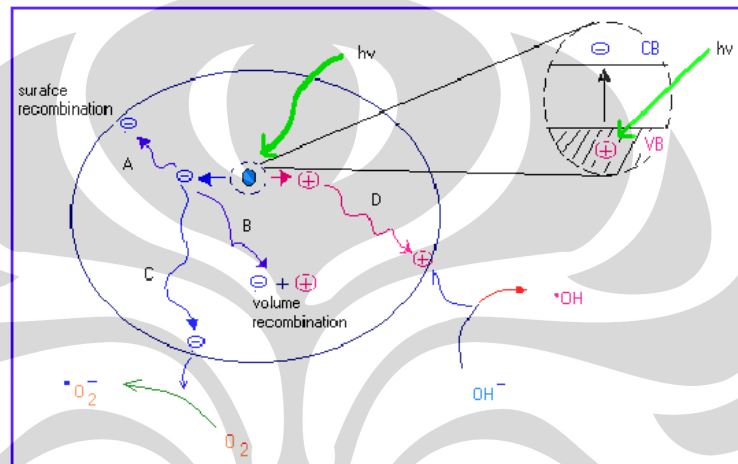 hv
CB
hv
surafce
recombination
VB
A
D
B
C
+
volume
recombination
•OH
•O₂⁻
OH⁻
O₂